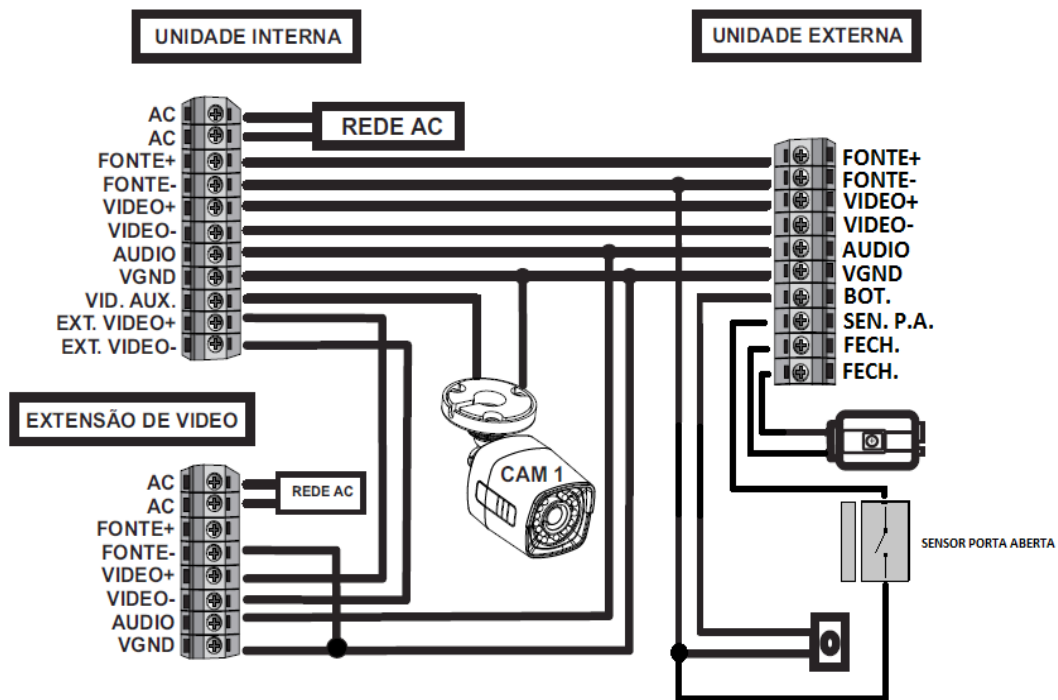 UNIDADE INTERNA
UNIDADE EXTERNA
AC
AC
FONTE+
FONTE-
VIDEO+
VIDEO-
AUDIO
VGND
VID. AUX.
EXT. VIDEO+
EXT. VIDEO-
REDE AC
FONTE+
FONTE-
VIDEO+
VIDEO-
AUDIO
VGND
BOT.
SEN. P.A.
FECH.
FECH.
EXTENSÃO DE VIDEO
AC
AC
FONTE+
FONTE-
VIDEO+
VIDEO-
AUDIO
VGND
REDE AC
CAM 1
SENSOR PORTA ABERTA